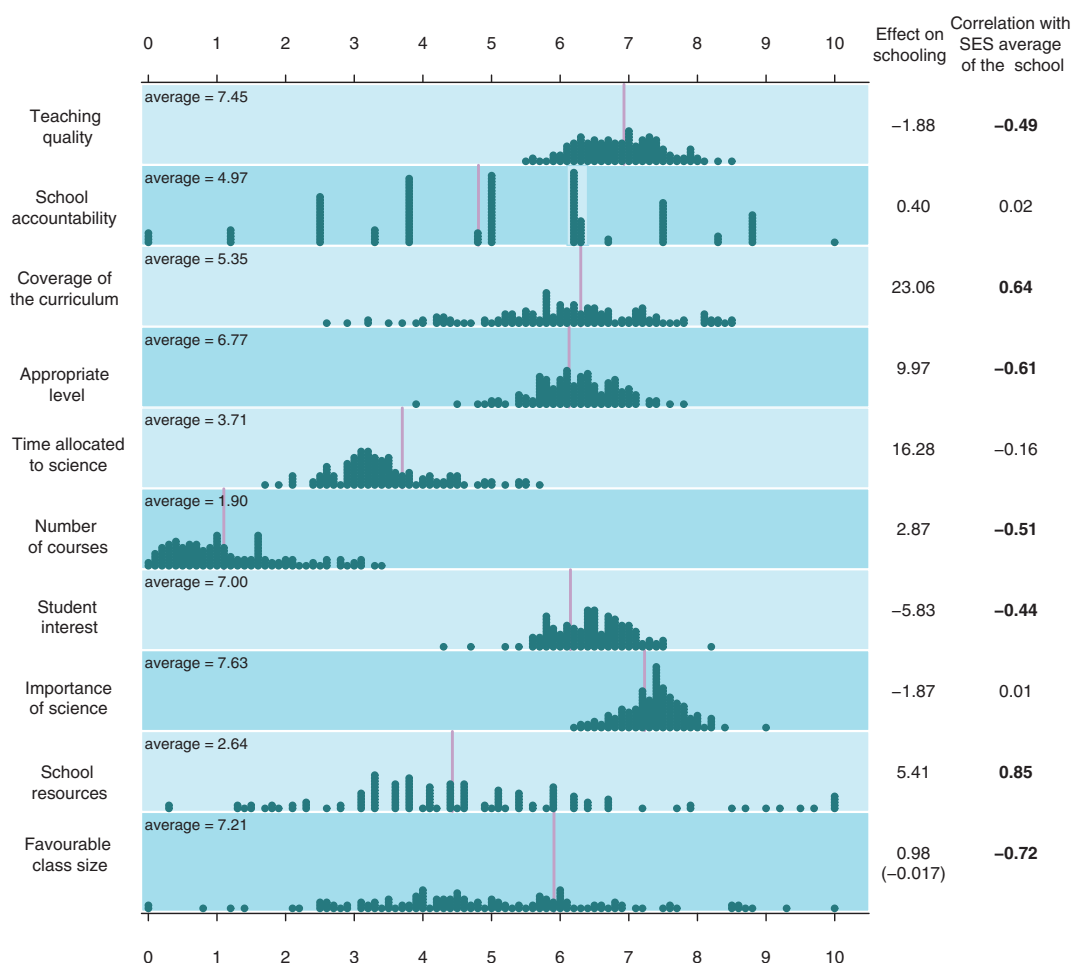 0 1 2 3 4 5 6 7 8 9 10
Effect on
schooling
Correlation with
SES average
of the school
Teaching
quality
average = 7.45
−1.88
−0.49
School
accountability
average = 4.97
0.40
0.02
Coverage of
the curriculum
average = 5.35
23.06
0.64
Appropriate
level
average = 6.77
9.97
−0.61
Time allocated
to science
average = 3.71
16.28
−0.16
Number
of courses
average = 1.90
2.87
−0.51
Student
interest
average = 7.00
−5.83
−0.44
Importance
of science
average = 7.63
−1.87
0.01
School
resources
average = 2.64
5.41
0.85
Favourable
class size
average = 7.21
0.98
(−0.017)
−0.72
0 1 2 3 4 5 6 7 8 9 10